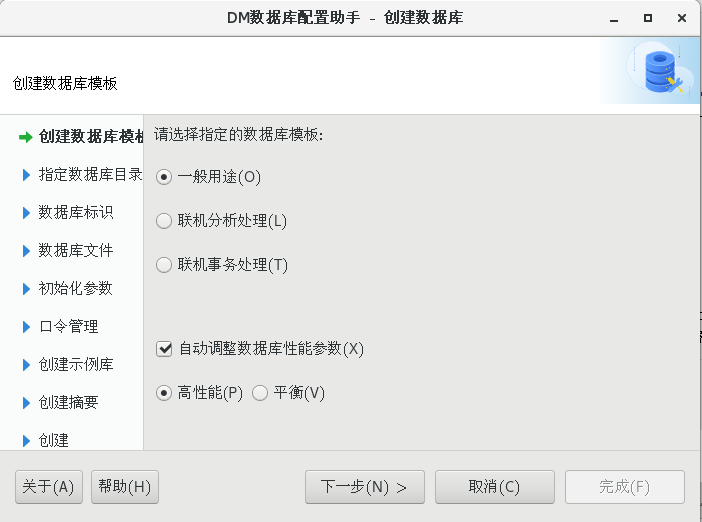 DM数据库配置助手 - 创建数据库
创建数据库模板
创建数据库模
指定数据库目录
数据库标识
数据库文件
初始化参数
口令管理
创建示例库
创建摘要
创建
请选择指定的数据库模板:
一般用途(O)
联机分析处理(L)
联机事务处理(T)
自动调整数据库性能参数(X)
高性能(P) 平衡(V)
关于(A) 帮助(H) 下一步(N) > 取消(C) 完成(F)